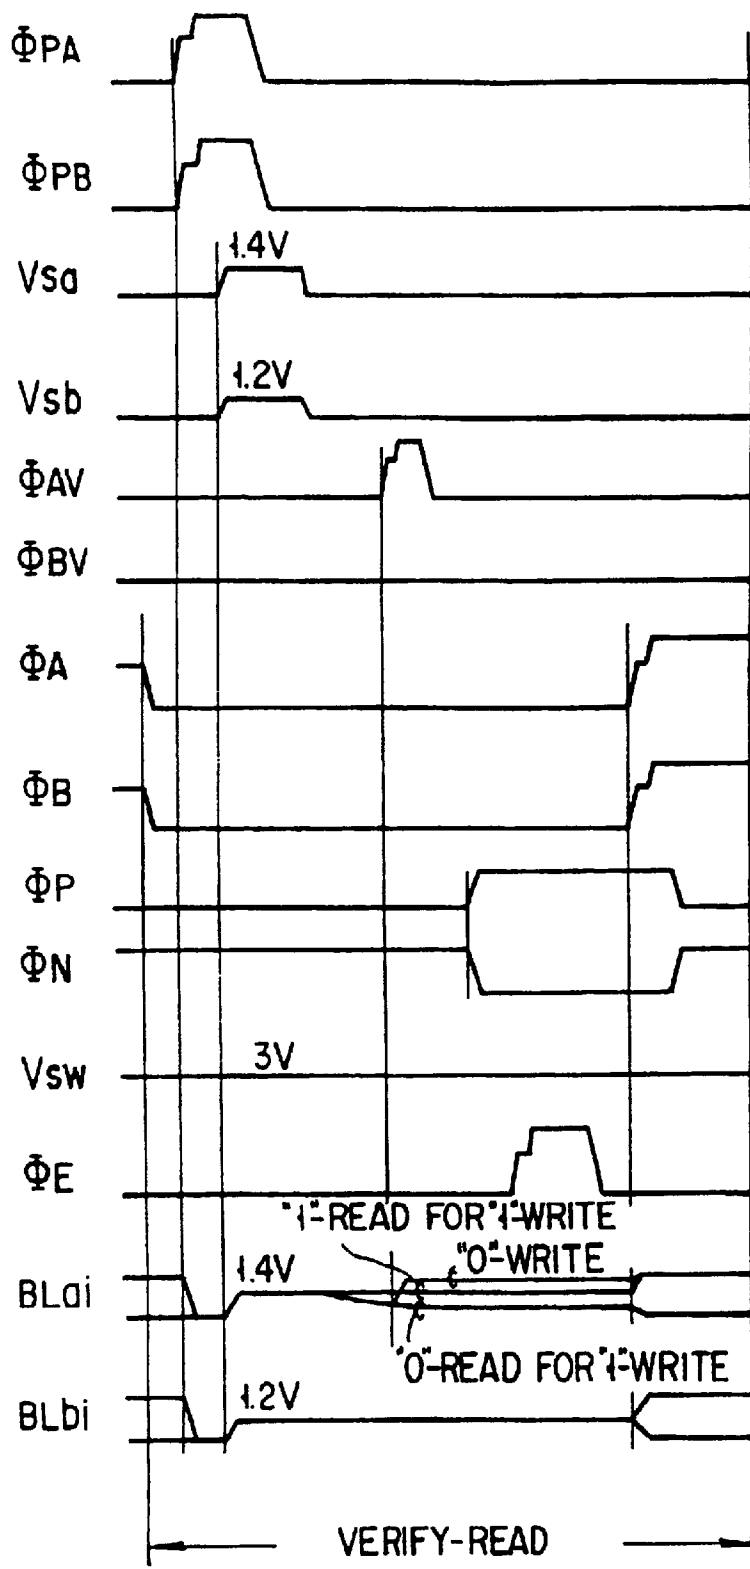 ΦPA
ΦPB
1.4V
Vsa
1.2V
Vsb
ΦAV
ΦBV
ΦA
ΦB
ΦP
ΦN
3V
Vsw
ΦE
"1"-READ FOR "1"-WRITE
"0"-WRITE
1.4V
BLai
"0"-READ FOR "1"-WRITE
1.2V
BLbi
VERIFY-READ